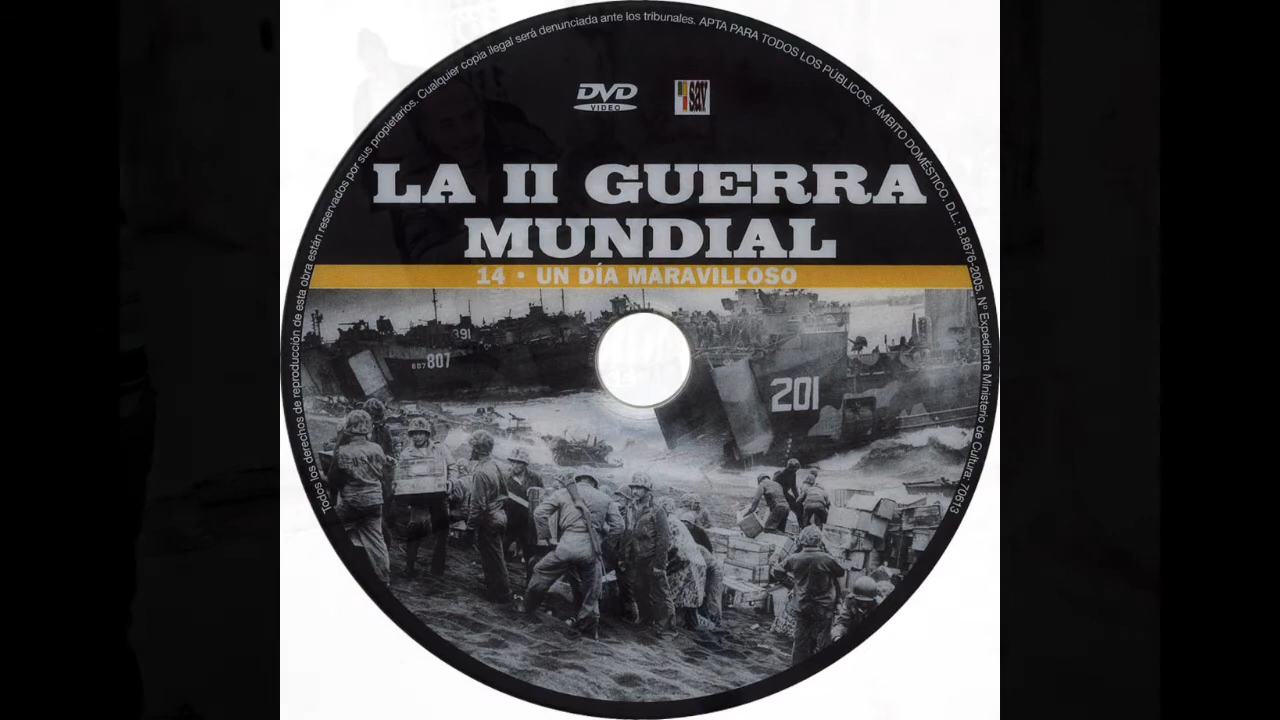 Todos los derechos de reproducción de esta obra están reservados por sus propietarios. Cualquier copia ilegal será denunciada ante los tribunales. APTA PARA TODOS LOS PÚBLICOS. ÁMBITO DOMÉSTICO. D.L.: B.8676-2005. Nº Expediente Ministerio de Cultura: 70613
DVD
VIDEO
sav
LA II GUERRA
MUNDIAL
14 • UN DÍA MARAVILLOSO
391
807 807
201